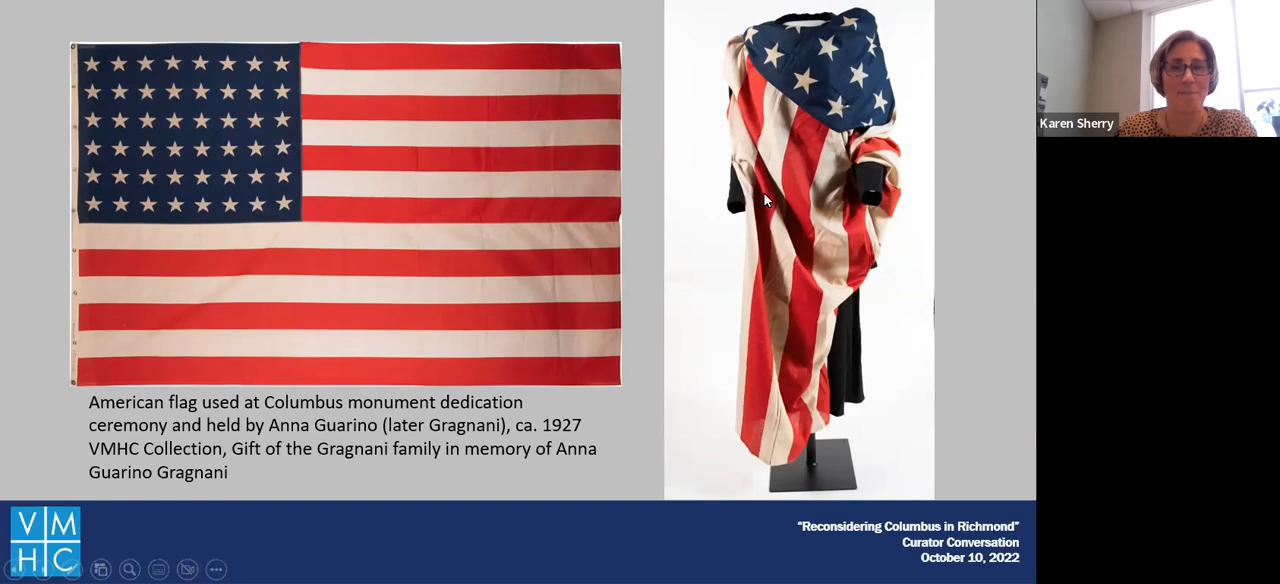 American flag used at Columbus monument dedication
ceremony and held by Anna Guarino (later Gragnani), ca. 1927
VMHC Collection, Gift of the Gragnani family in memory of Anna
Guarino Gragnani
Karen Sherry
V M
H C
"Reconsidering Columbus in Richmond"
Curator Conversation
October 10, 2022